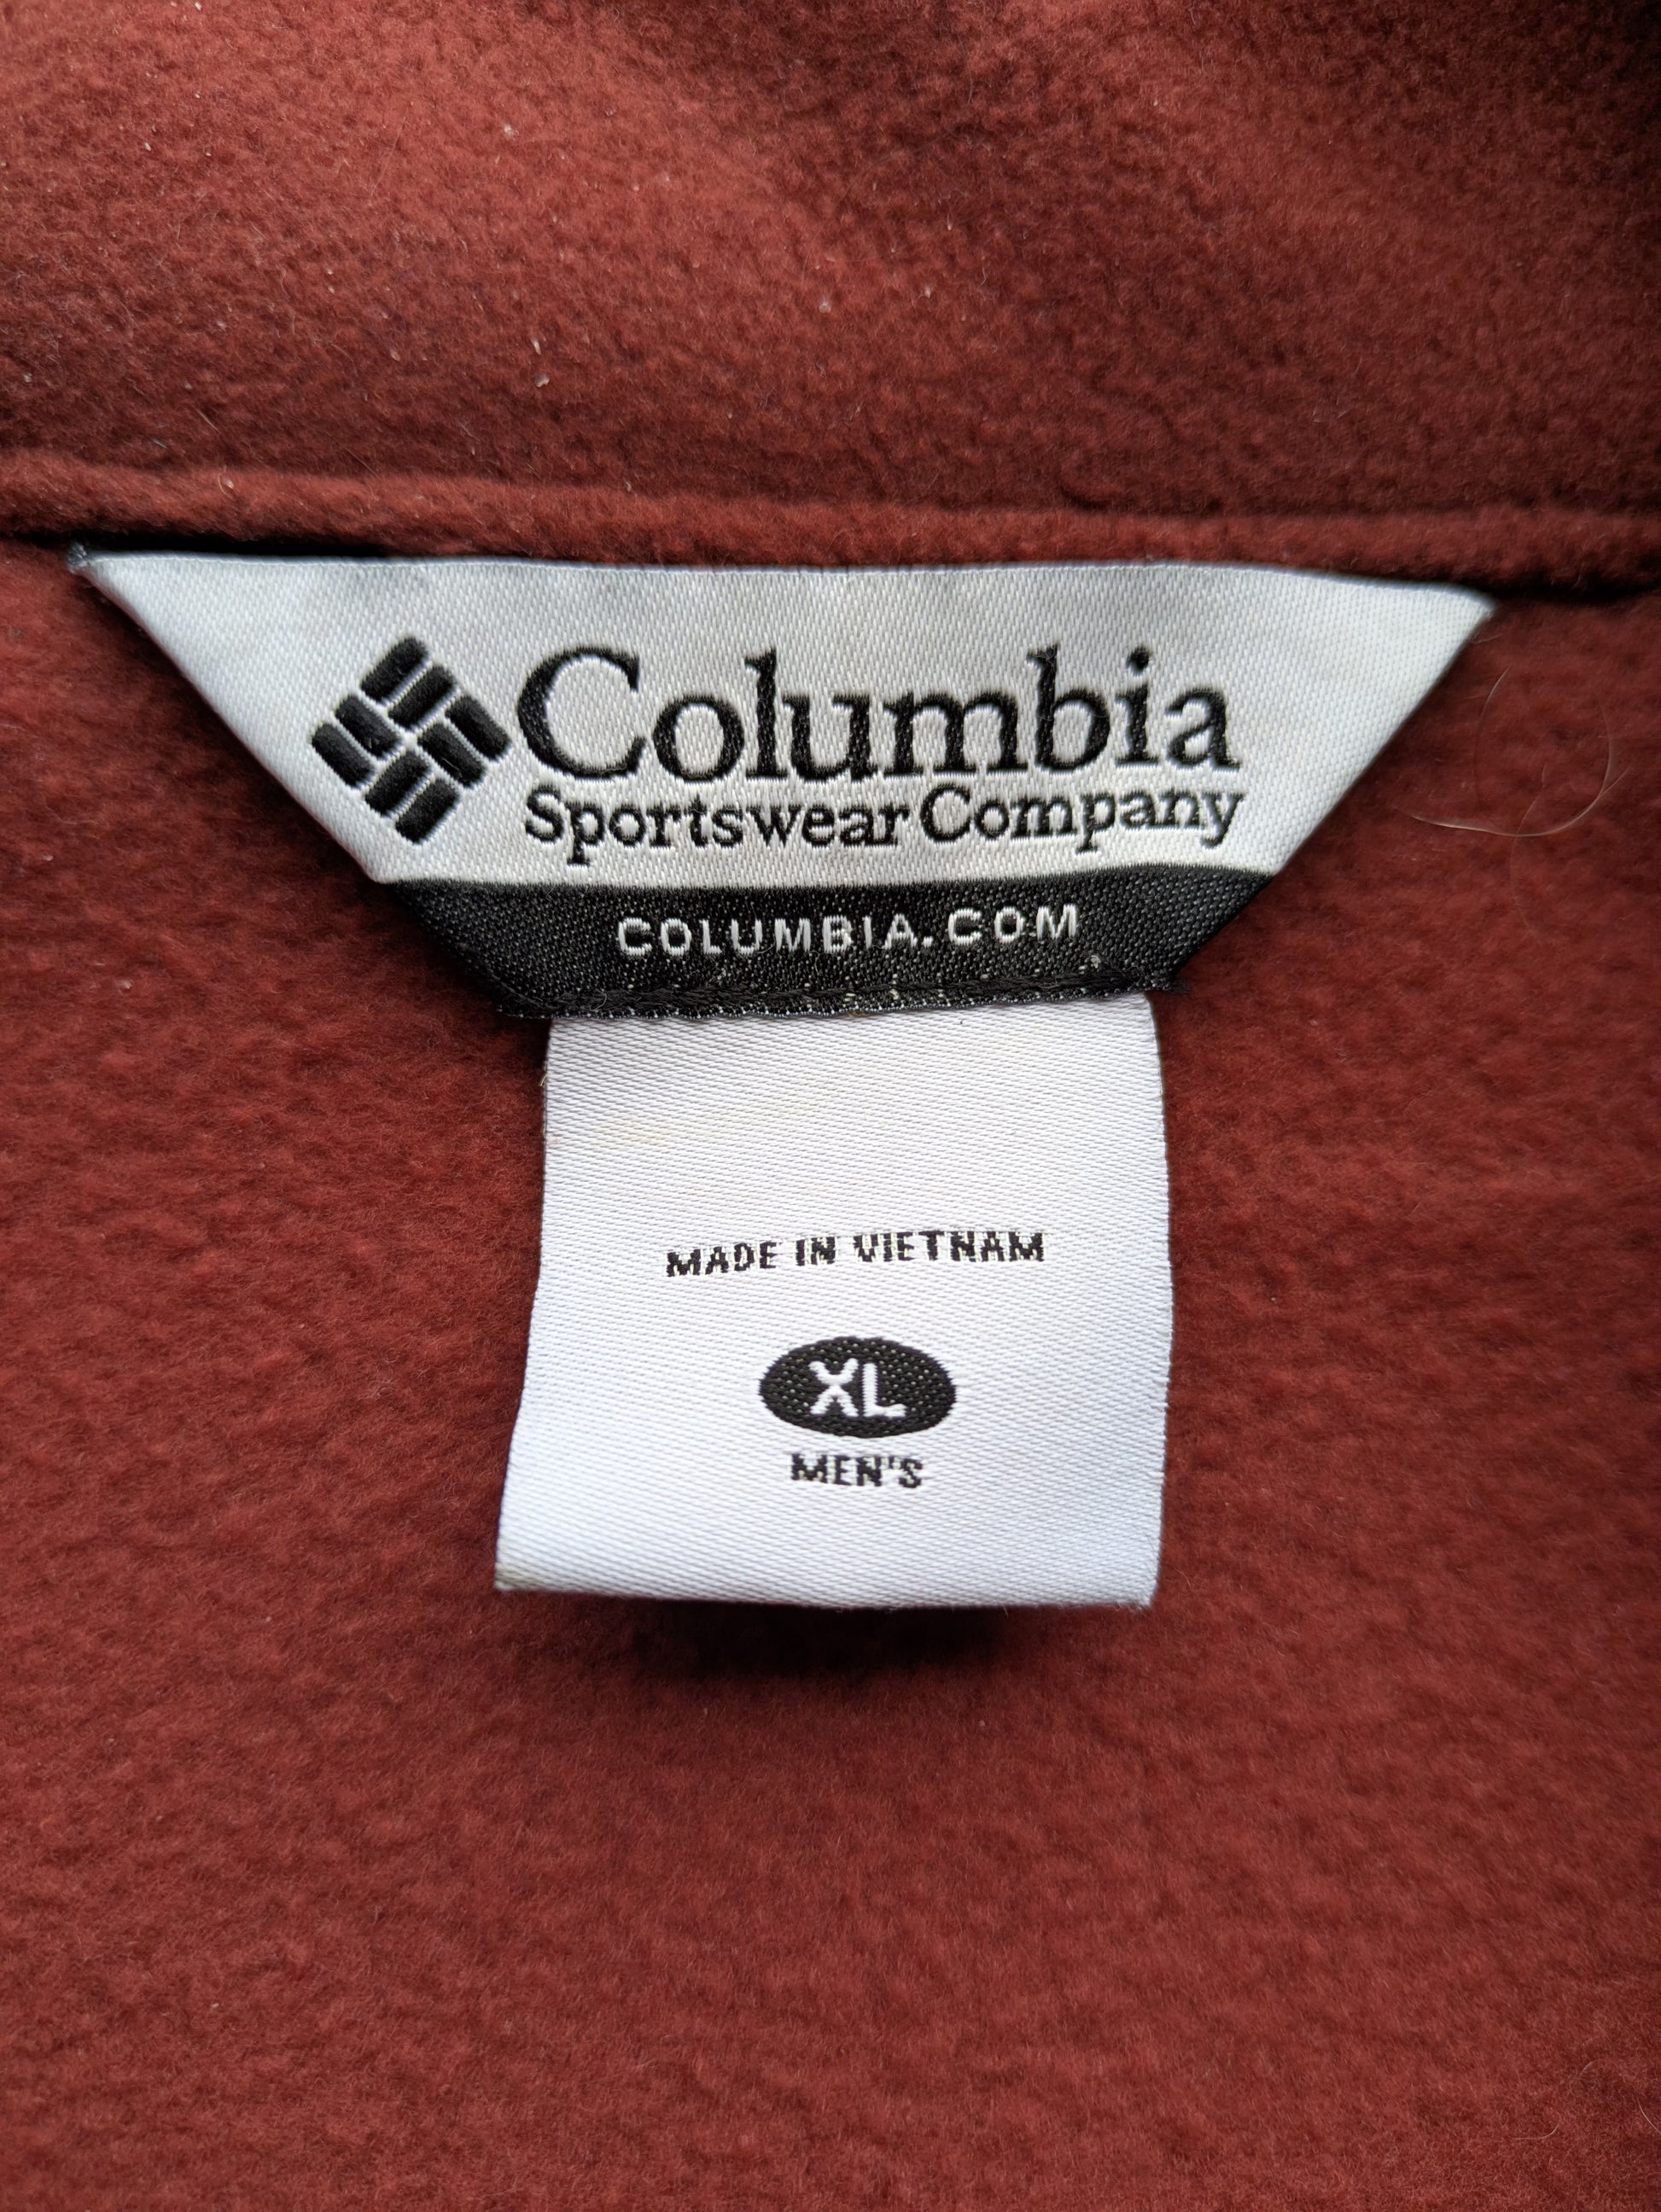 Columbia
Sportswear Company
COLUMBIA.COM
MADE IN VIETNAM
XL
MEN'S